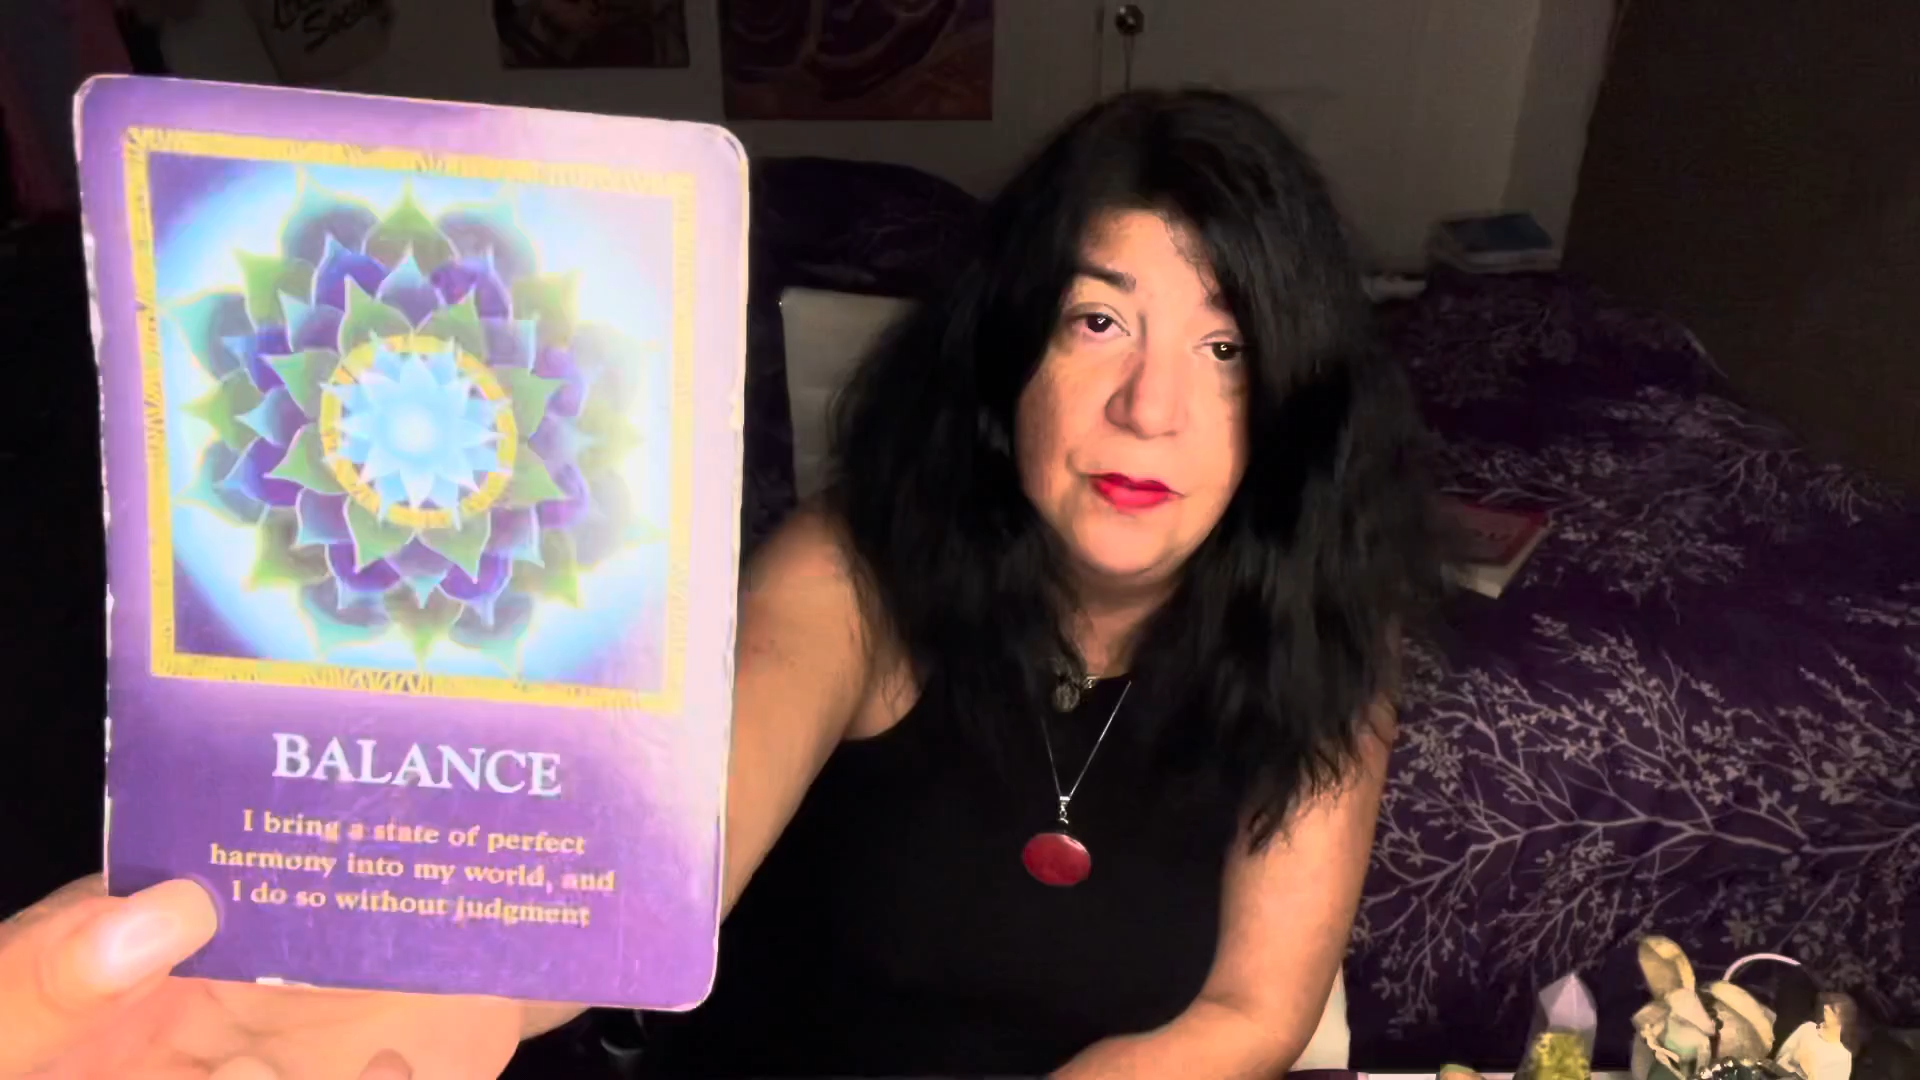 BALANCE
I bring a state of perfect
harmony into my world, and
I do so without judgment